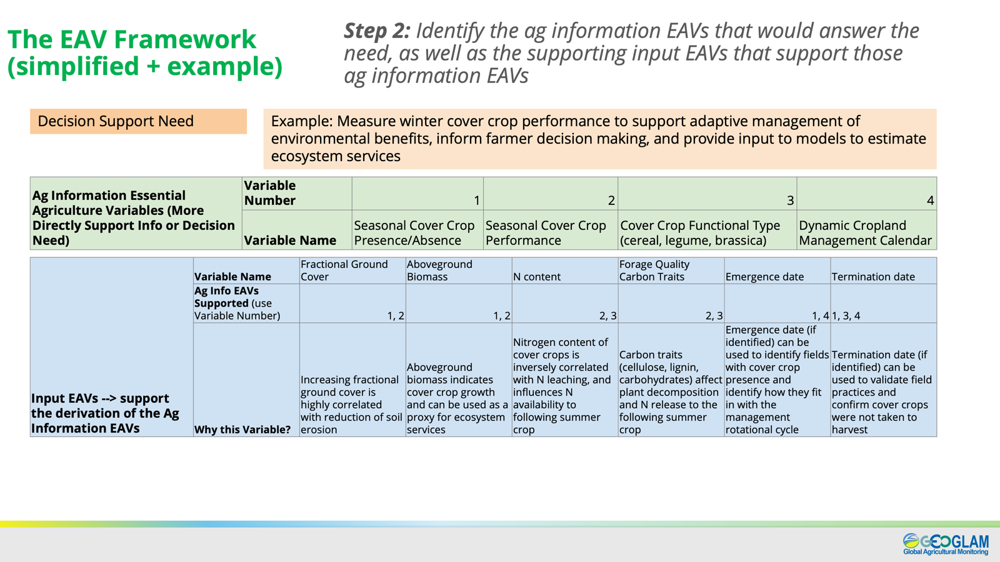 The EAV Framework
(simplified + example)
Step 2: Identify the ag information EAVs that would answer the
need, as well as the supporting input EAVs that support those
ag information EAVs
Decision Support Need
Example: Measure winter cover crop performance to support adaptive management of
environmental benefits, inform farmer decision making, and provide input to models to estimate
ecosystem services
Ag Information Essential
Agriculture Variables (More
Directly Support Info or Decision
Need)
Variable
Number
1
2
3
4
Variable Name
Seasonal Cover Crop
Presence/Absence
Seasonal Cover Crop
Performance
Cover Crop Functional Type
(cereal, legume, brassica)
Dynamic Cropland
Management Calendar
Input EAVs --> support
the derivation of the Ag
Information EAVs
Variable Name
Fractional Ground
Cover
Aboveground
Biomass
N content
Forage Quality
Carbon Traits
Emergence date
Termination date
Ag Info EAVs
Supported (use
Variable Number)
1, 2
1, 2
2, 3
2, 3
1, 4
1, 3, 4
Why this Variable?
Increasing fractional
ground cover is
highly correlated
with reduction of soil
erosion
Aboveground
biomass indicates
cover crop growth
and can be used as a
proxy for ecosystem
services
Nitrogen content of
cover crops is
inversely correlated
with N leaching, and
influences N
availability to
following summer
crop
Carbon traits
(cellulose, lignin,
carbohydrates) affect
plant decomposition
and N release to the
following summer
crop
Emergence date (if
identified) can be
used to identify fields
with cover crop
presence and
identify how they fit
in with the
management
rotational cycle
Termination date (if
identified) can be
used to validate field
practices and
confirm cover crops
were not taken to
harvest
GEOGLAM
Global Agricultural Monitoring